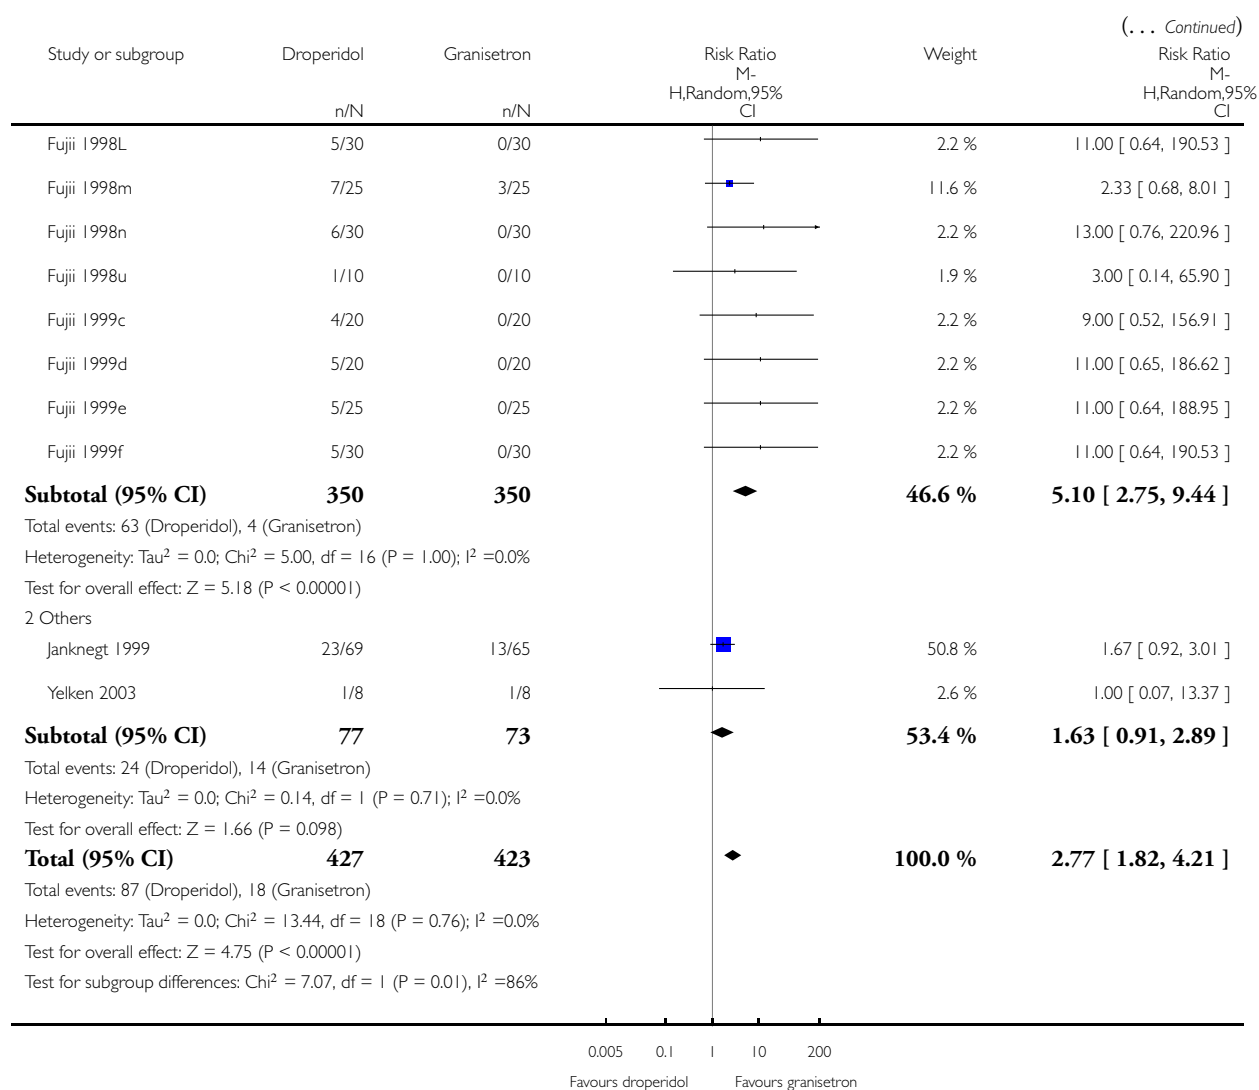 (... Continued)
Study or subgroup Droperidol Granisetron Risk Ratio Weight Risk Ratio
M-H,Random,95% CI M-H,Random,95% CI
n/N n/N
Fujii 1998L 5/30 0/30 2.2 % 11.00 [ 0.64, 190.53 ]
Fujii 1998m 7/25 3/25 11.6 % 2.33 [ 0.68, 8.01 ]
Fujii 1998n 6/30 0/30 2.2 % 13.00 [ 0.76, 220.96 ]
Fujii 1998u 1/10 0/10 1.9 % 3.00 [ 0.14, 65.90 ]
Fujii 1999c 4/20 0/20 2.2 % 9.00 [ 0.52, 156.91 ]
Fujii 1999d 5/20 0/20 2.2 % 11.00 [ 0.65, 186.62 ]
Fujii 1999e 5/25 0/25 2.2 % 11.00 [ 0.64, 188.95 ]
Fujii 1999f 5/30 0/30 2.2 % 11.00 [ 0.64, 190.53 ]
Subtotal (95% CI) 350 350 46.6 % 5.10 [ 2.75, 9.44 ]
Total events: 63 (Droperidol), 4 (Granisetron)
Heterogeneity: Tau² = 0.0; Chi² = 5.00, df = 16 (P = 1.00); I² =0.0%
Test for overall effect: Z = 5.18 (P < 0.00001)
2 Others
Janknegt 1999 23/69 13/65 50.8 % 1.67 [ 0.92, 3.01 ]
Yelken 2003 1/8 1/8 2.6 % 1.00 [ 0.07, 13.37 ]
Subtotal (95% CI) 77 73 53.4 % 1.63 [ 0.91, 2.89 ]
Total events: 24 (Droperidol), 14 (Granisetron)
Heterogeneity: Tau² = 0.0; Chi² = 0.14, df = 1 (P = 0.71); I² =0.0%
Test for overall effect: Z = 1.66 (P = 0.098)
Total (95% CI) 427 423 100.0 % 2.77 [ 1.82, 4.21 ]
Total events: 87 (Droperidol), 18 (Granisetron)
Heterogeneity: Tau² = 0.0; Chi² = 13.44, df = 18 (P = 0.76); I² =0.0%
Test for overall effect: Z = 4.75 (P < 0.00001)
Test for subgroup differences: Chi² = 7.07, df = 1 (P = 0.01), I² =86%
0.005 0.1 1 10 200
Favours droperidol Favours granisetron